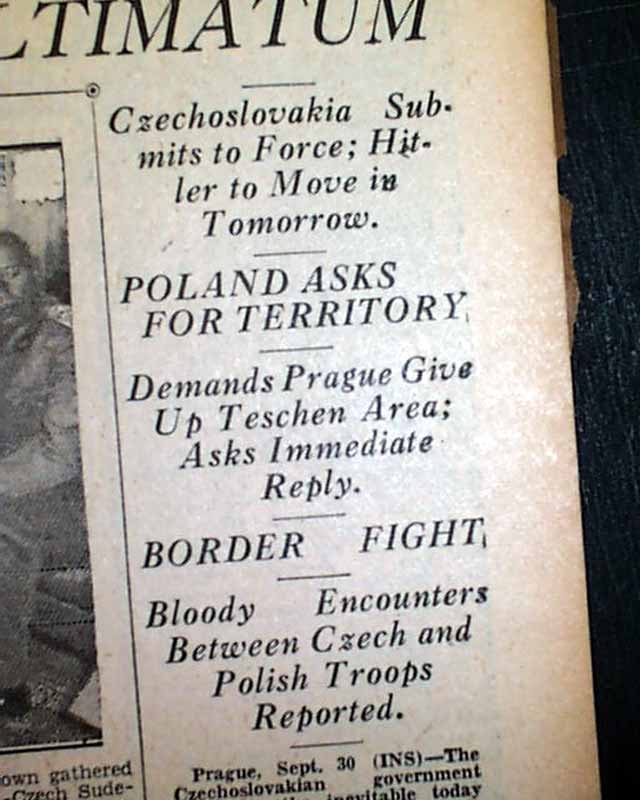 LTIMATUM
Czechoslovakia Sub-
mits to Force; Hit-
ler to Move in
Tomorrow.
POLAND ASKS
FOR TERRITORY
Demands Prague Give
Up Teschen Area;
Asks Immediate
Reply.
BORDER FIGHT
Bloody Encounters
Between Czech and
Polish Troops
Reported.
own gathered
-Czech Sude-
Prague, Sept. 30 (INS)—The
Czechoslovakian government
inevitable today